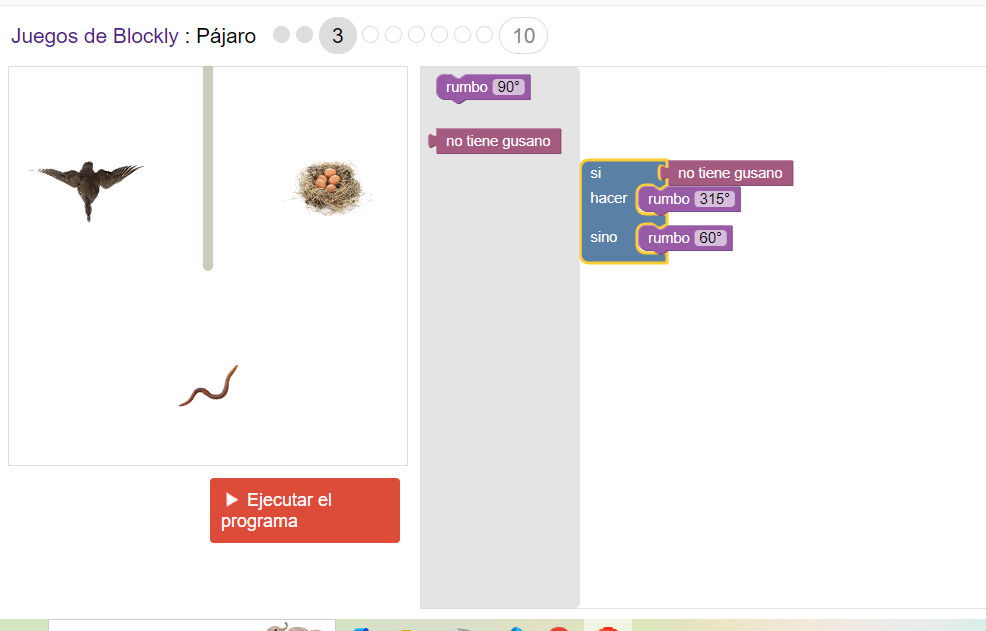 Juegos de Blockly : Pájaro 3 10
rumbo 90°
no tiene gusano
si no tiene gusano
hacer rumbo 315°
sino rumbo 60°
Ejecutar el
programa